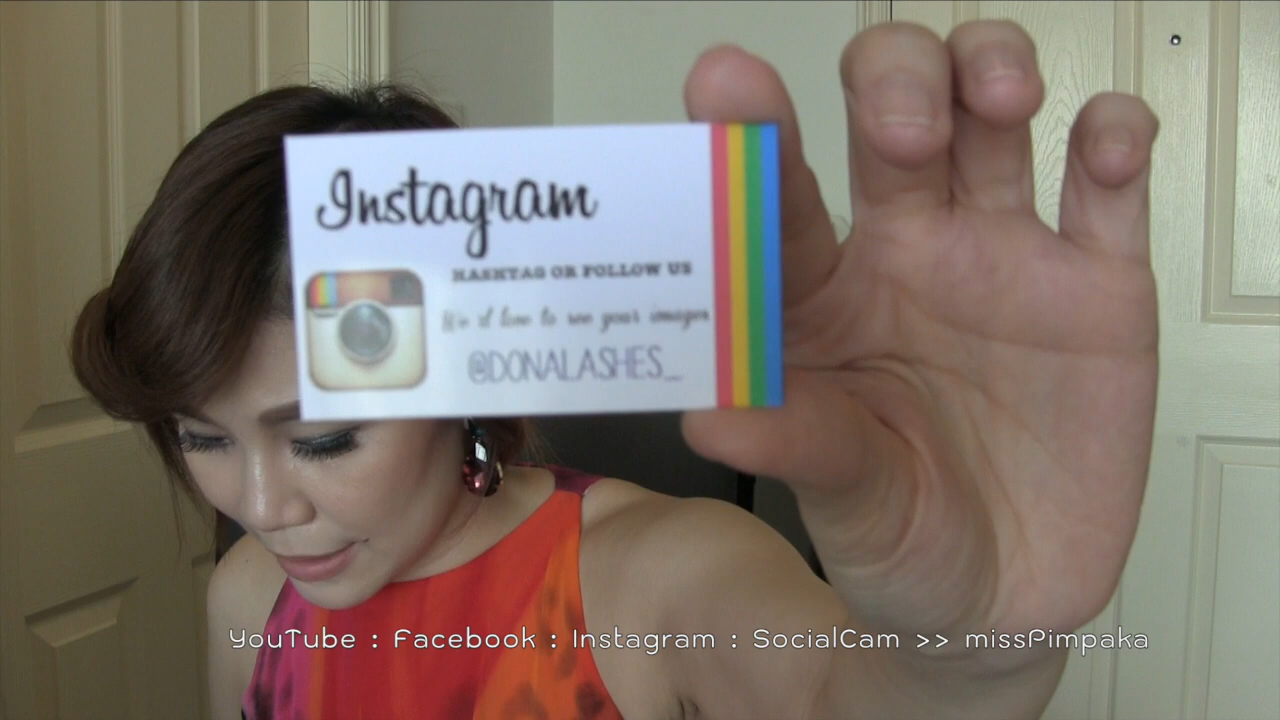 Instagram
HASHTAG OR FOLLOW US
We'd love to see your images
@DONALASHES_
YouTube : Facebook : Instagram : SocialCam >> missPimpaka